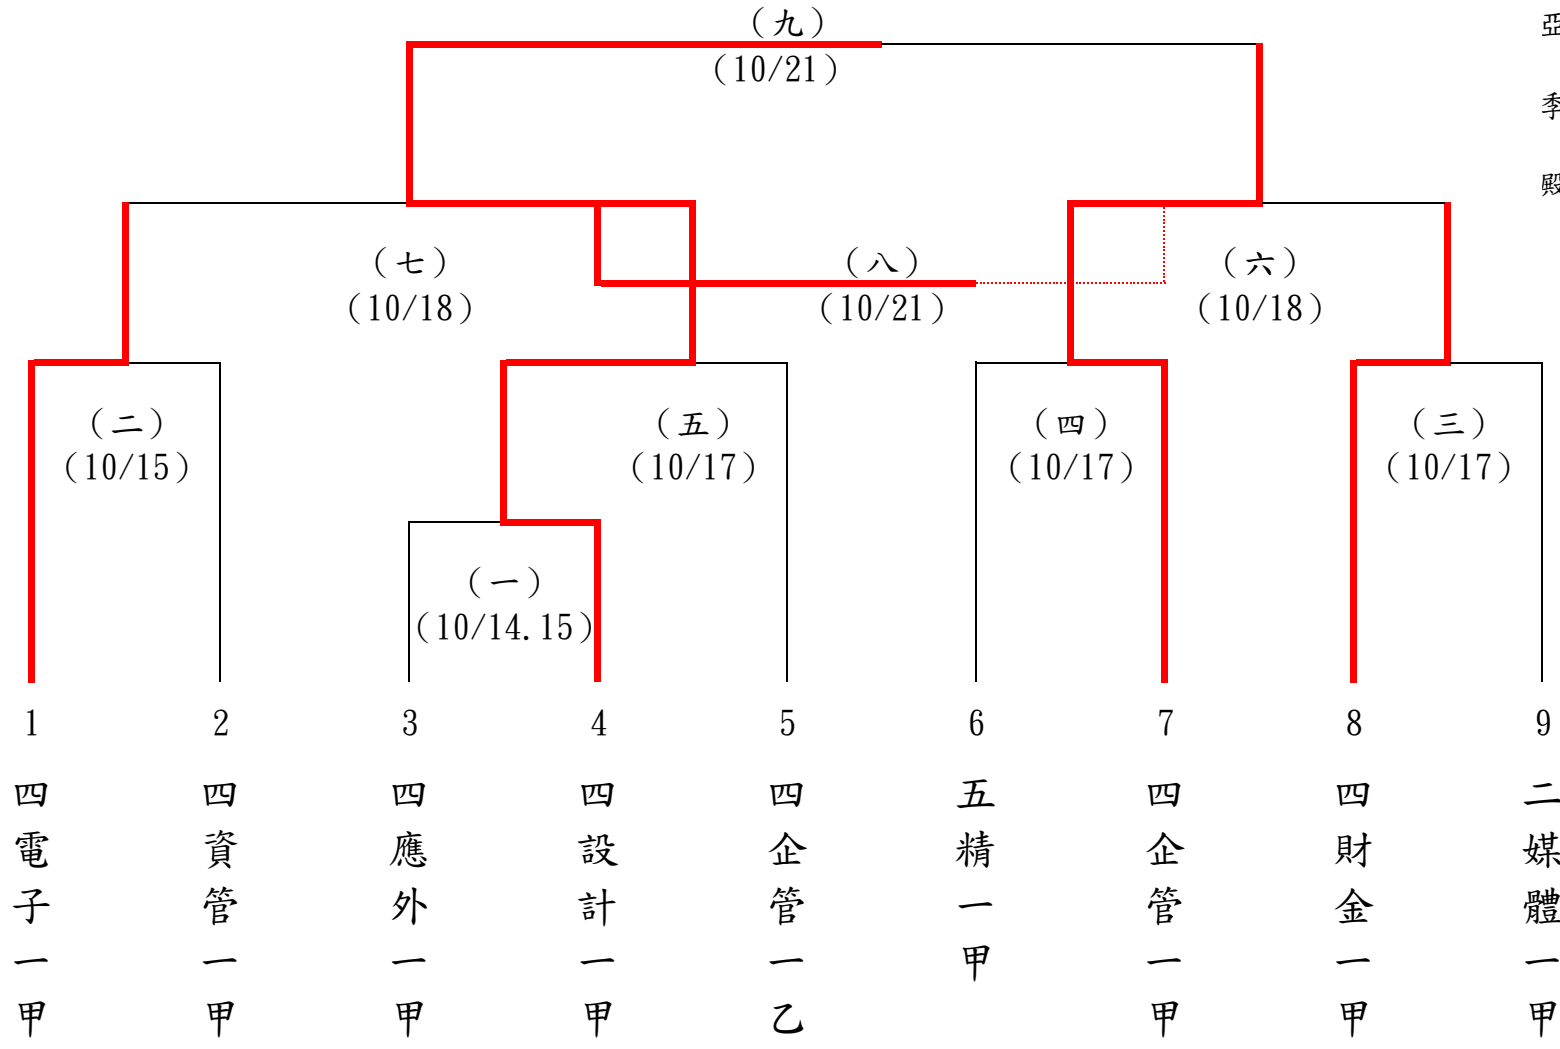 （九）
（10/21）
亞
季
殿
（七）
（10/18）
（八）
（10/21）
（六）
（10/18）
（二）
（10/15）
（五）
（10/17）
（四）
（10/17）
（三）
（10/17）
（一）
（10/14.15）
1
2
3
4
5
6
7
8
9
四電子一甲
四資管一甲
四應外一甲
四設計一甲
四企管一乙
五精一甲
四企管一甲
四財金一甲
二媒體一甲